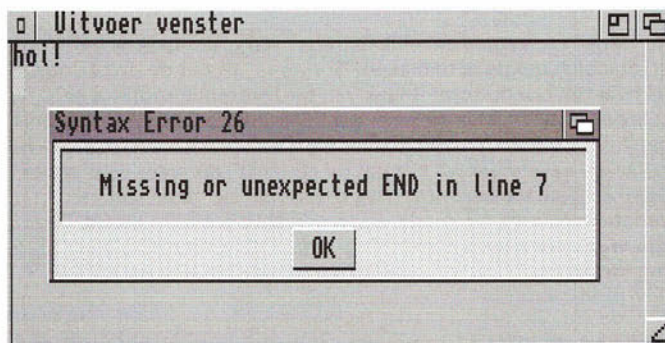 Uitvoer venster
hoi!
Syntax Error 26
Missing or unexpected END in line 7
OK